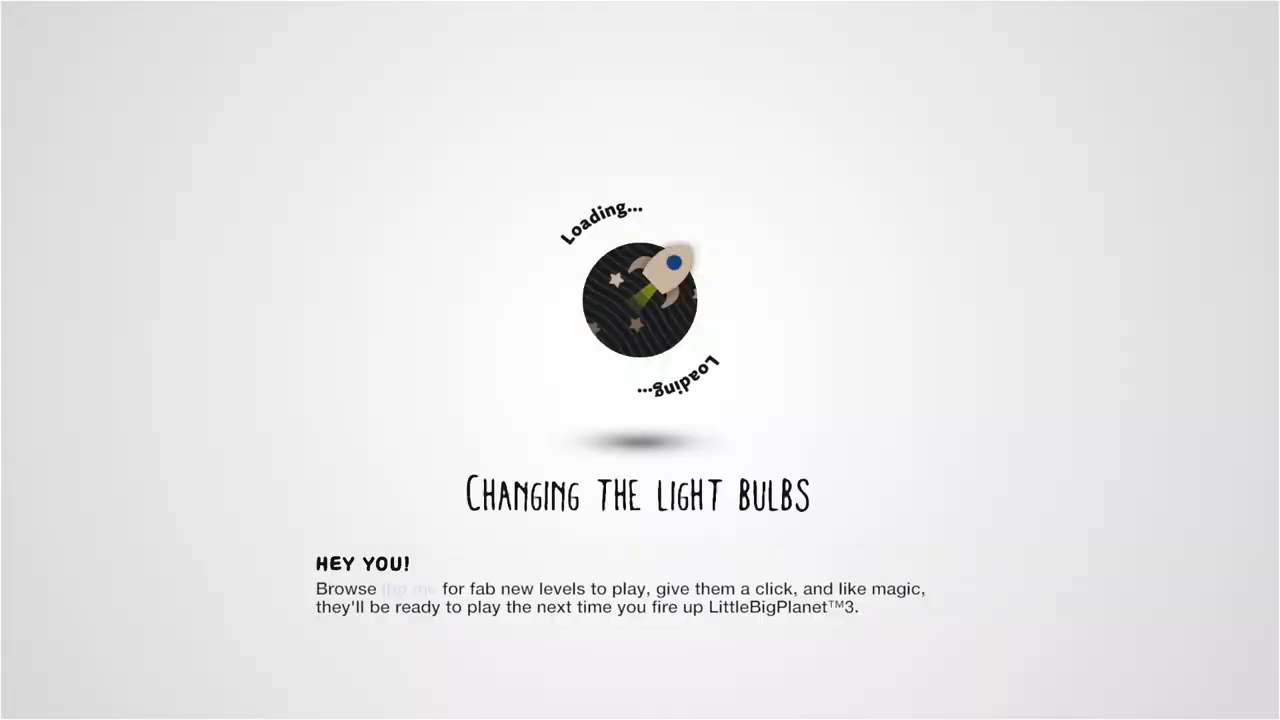 Loading...
Loading...
CHANGING THE LIGHT BULBS
HEY YOU!
Browse for fab new levels to play, give them a click, and like magic,
they'll be ready to play the next time you fire up LittleBigPlanet™3.